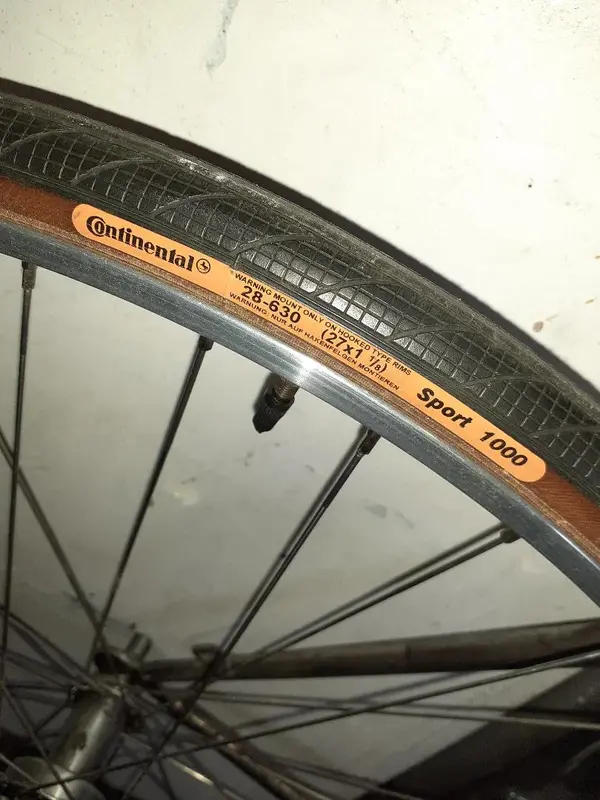 Continental
WARNING MOUNT ONLY ON HOOKED TYPE RIMS
28-630 (27x1 1/8)
WARNUNG: NUR AUF HAKENFELGEN MONTIEREN
Sport 1000